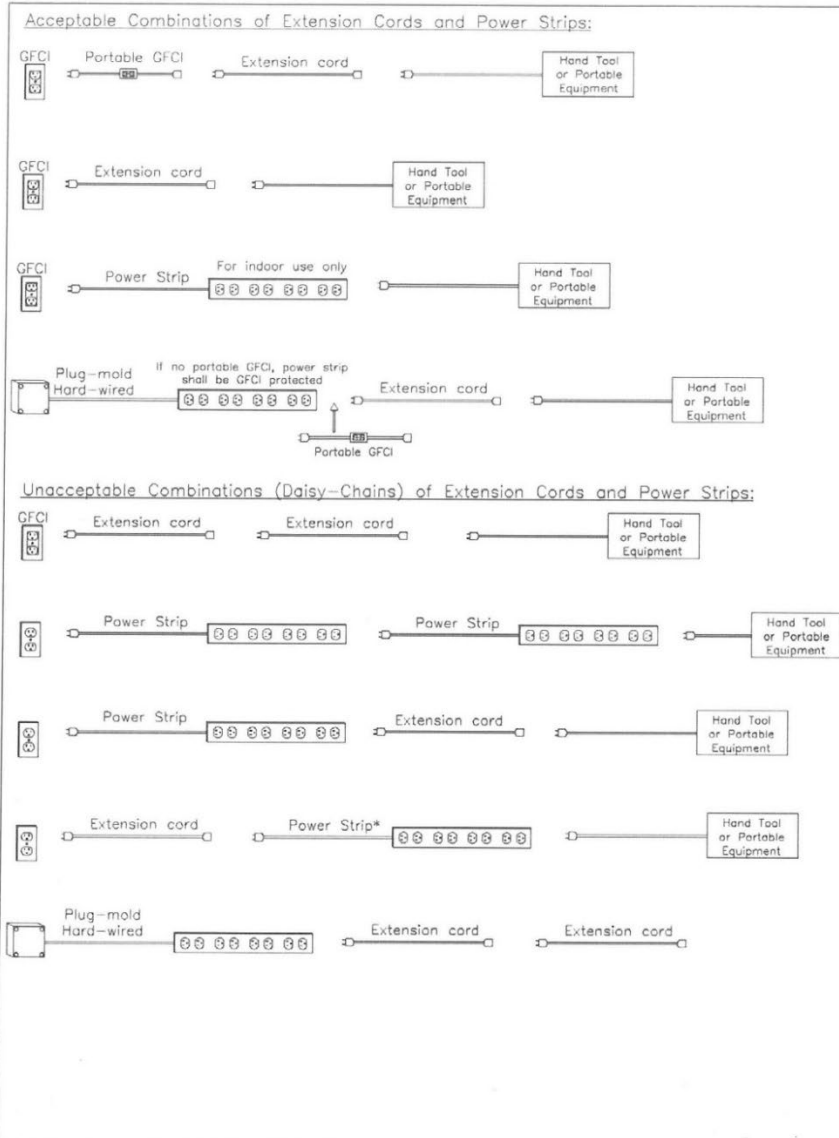 Acceptable Combinations of Extension Cords and Power Strips:
GFCI
Portable GFCI
Extension cord
Hand Tool
or Portable
Equipment
GFCI
Extension cord
Hand Tool
or Portable
Equipment
GFCI
Power Strip
For indoor use only
Hand Tool
or Portable
Equipment
Plug-mold
Hard-wired
If no portable GFCI, power strip
shall be GFCI protected
Extension cord
Hand Tool
or Portable
Equipment
Portable GFCI
Unacceptable Combinations (Daisy-Chains) of Extension Cords and Power Strips:
GFCI
Extension cord
Extension cord
Hand Tool
or Portable
Equipment
Power Strip
Power Strip
Hand Tool
or Portable
Equipment
Power Strip
Extension cord
Hand Tool
or Portable
Equipment
Extension cord
Power Strip*
Hand Tool
or Portable
Equipment
Plug-mold
Hard-wired
Extension cord
Extension cord